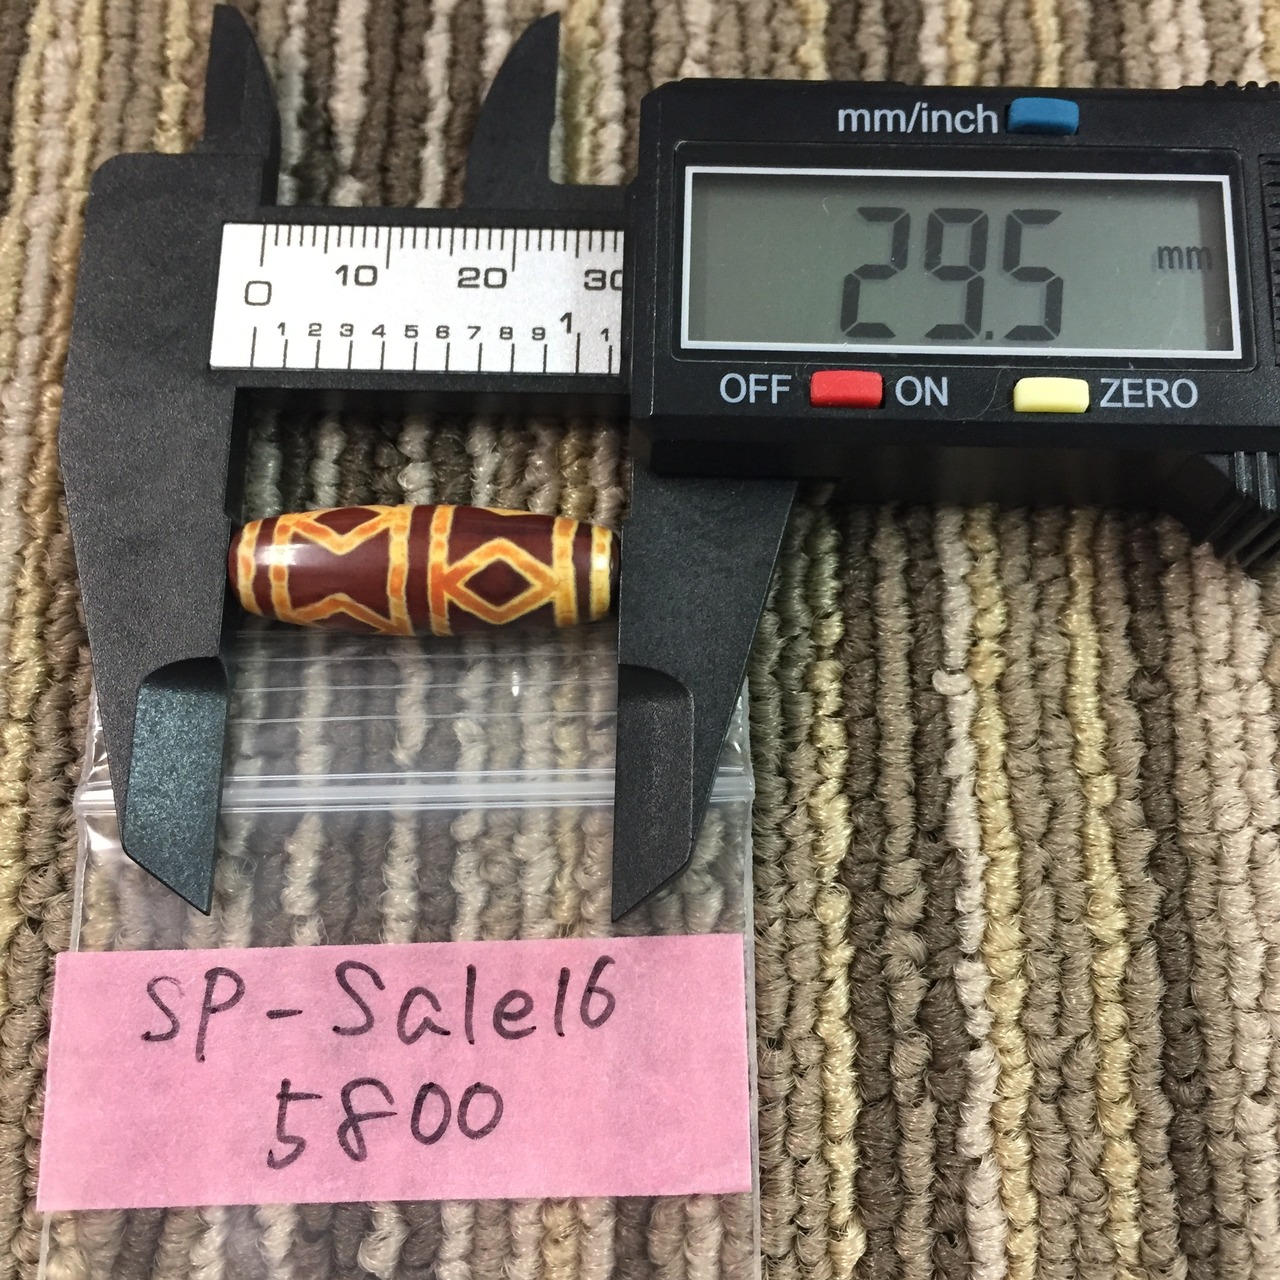 mm/inch
29.5 mm
OFF ON ZERO
0 10 20 30
1 2 3 4 5 6 7 8 9 1 1
SP-Sale16
5800